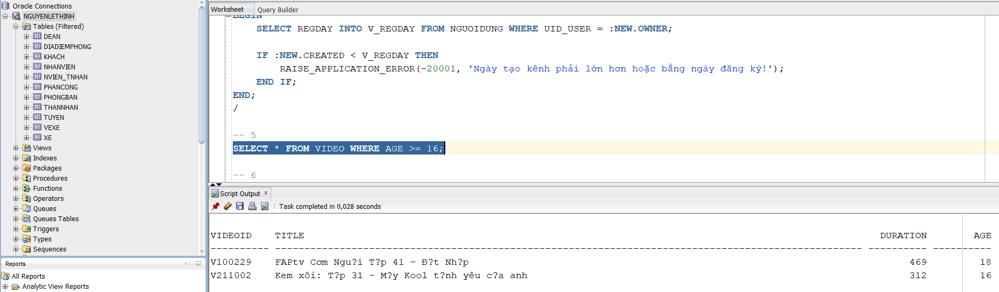 Oracle Connections
NGUYENLETHINH
Tables (Filtered)
DEAN
DIADIEMPHONG
KHACH
NHANVIEN
NVIEN_TNHAN
PHANCONG
PHONGBAN
THANNHAN
TUYEN
VEXE
XE
Views
Indexes
Packages
Procedures
Functions
Operators
Queues
Queues Tables
Triggers
Types
Sequences
Reports
All Reports
Analytic View Reports
Worksheet Query Builder
BEGIN
SELECT REGDAY INTO V_REGDAY FROM NGUOIDUNG WHERE UID_USER = :NEW.OWNER;
IF :NEW.CREATED < V_REGDAY THEN
RAISE_APPLICATION_ERROR(-20001, 'Ngày tạo kênh phải lớn hơn hoặc bằng ngày đăng ký!');
END IF;
END;
/
-- 5
SELECT * FROM VIDEO WHERE AGE >= 16;
-- 6
Script Output x
Task completed in 0,028 seconds
VIDEOID TITLE DURATION AGE
---------- ---------------------------------------------------------------------------------------------------- ---------- ----------
V100229 FAPtv Cơm Ngu?i T?p 41 - Đ?t Nh?p 469 18
V211002 Kem xôi: T?p 31 - M?y Kool t?nh yêu c?a anh 312 16